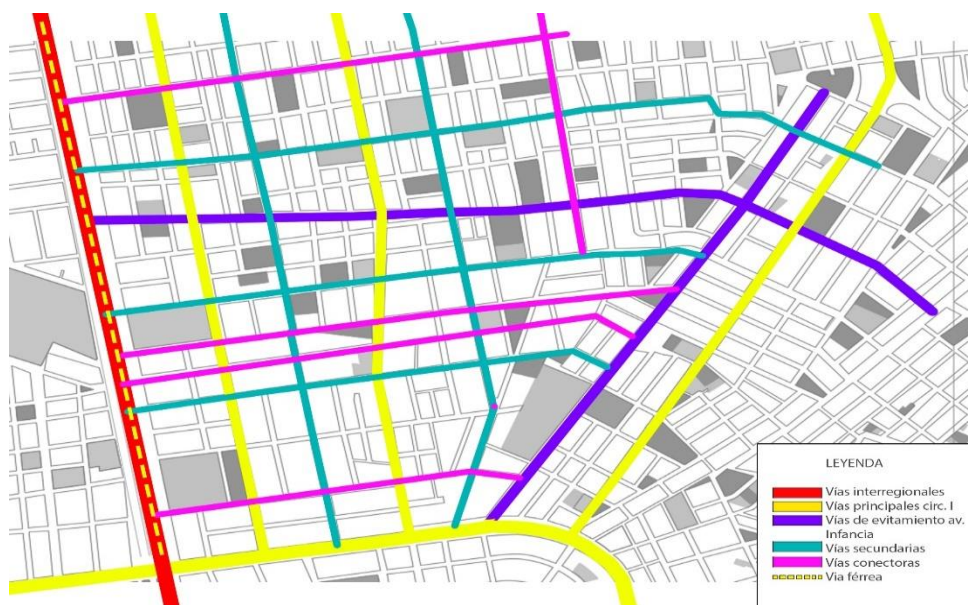 LEYENDA
Vías interregionales
Vías principales circ. I
Vías de evitamiento av.
Infancia
Vías secundarias
Vías conectoras
Via férrea